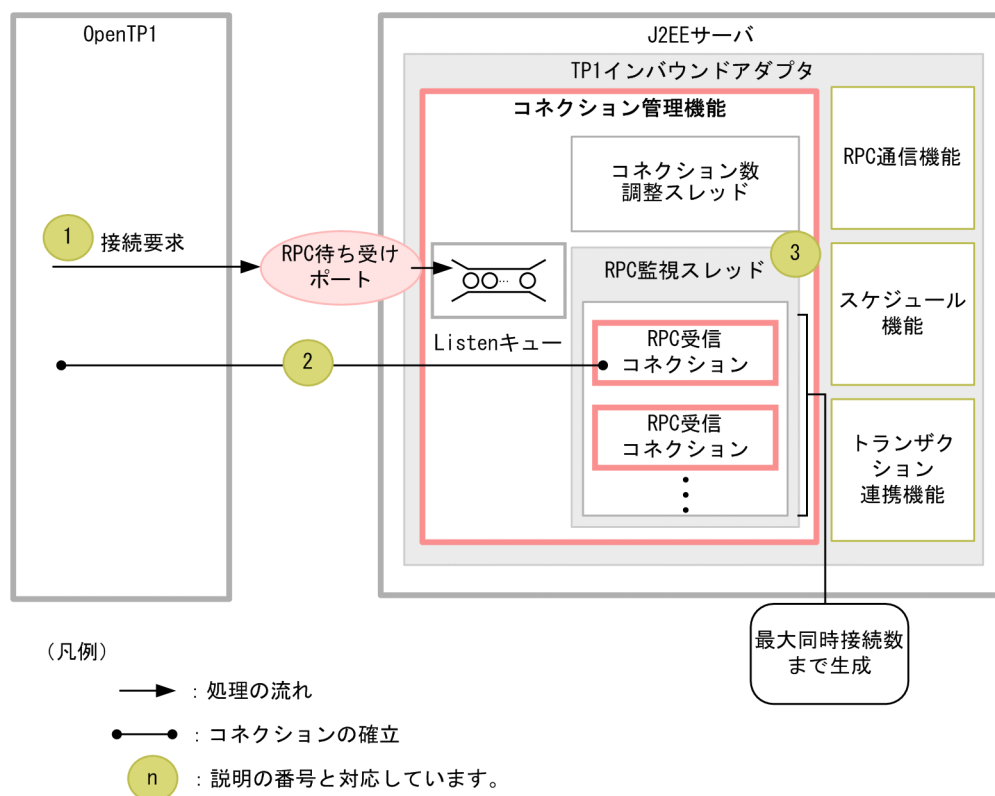 OpenTP1
J2EEサーバ
TP1インバウンドアダプタ
コネクション管理機能
コネクション数
調整スレッド
RPC通信機能
1
接続要求
RPC待ち受け
ポート
3
RPC監視スレッド
…
Listenキュー
スケジュール
機能
2
RPC受信
コネクション
RPC受信
コネクション
トランザク
ション
連携機能
最大同時接続数
まで生成
(凡例)
:処理の流れ
:コネクションの確立
n
:説明の番号と対応しています。